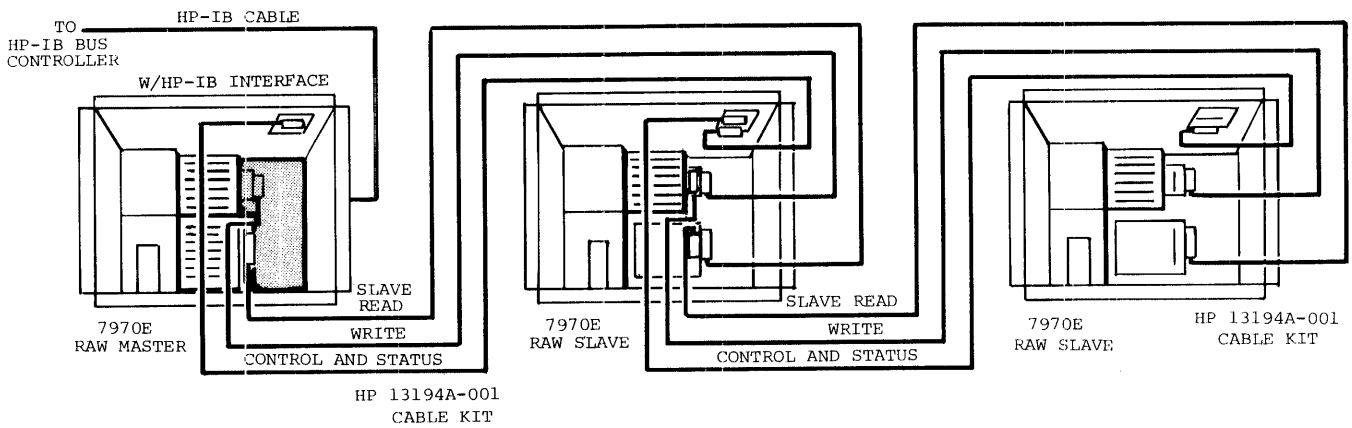 HP-IB CABLE
TO
HP-IB BUS
CONTROLLER
W/HP-IB INTERFACE
SLAVE
READ
7970E
RAW MASTER
WRITE
CONTROL AND STATUS
HP 13194A-001
CABLE KIT
SLAVE READ
7970E
RAW SLAVE
WRITE
CONTROL AND STATUS
7970E
RAW SLAVE
HP 13194A-001
CABLE KIT